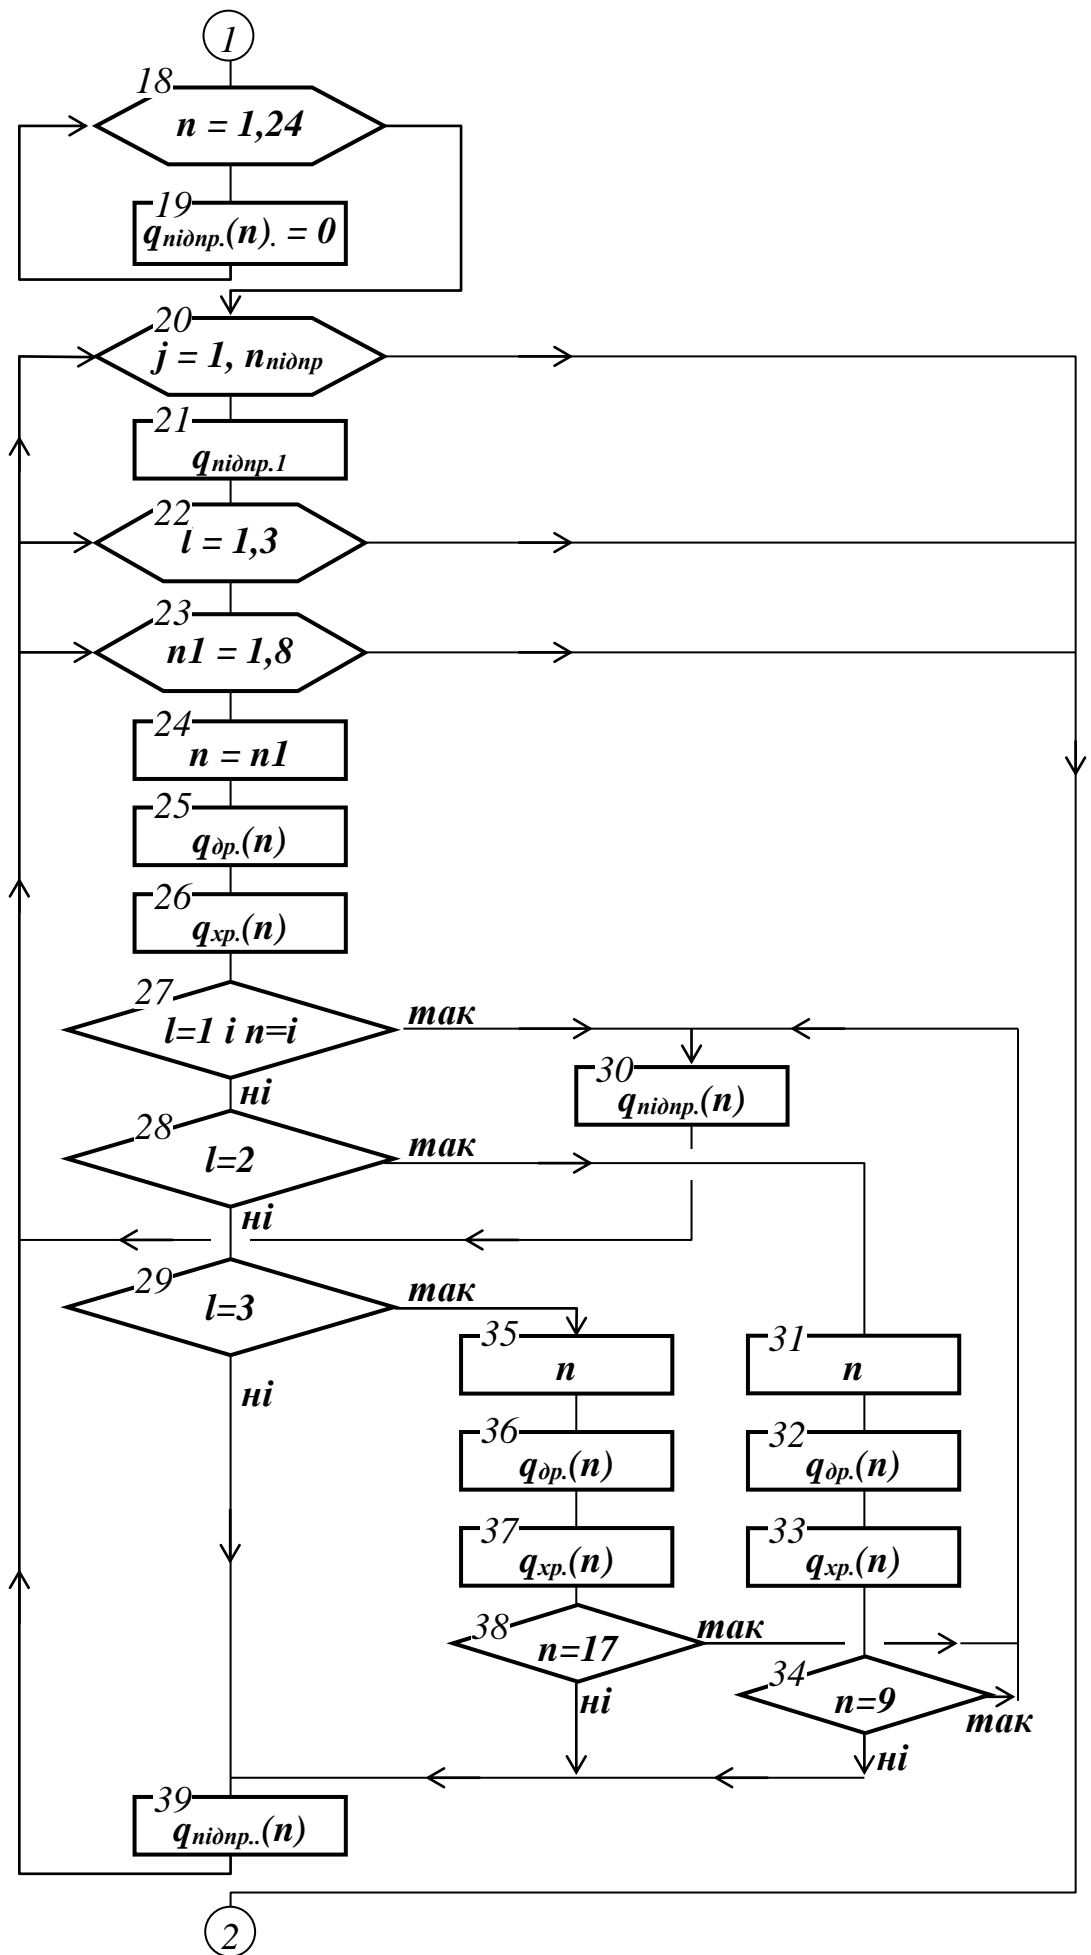 1
18
n = 1,24
19
qпідпр.(n). = 0
20
j = 1, nпідпр
21
qпідпр.1
22
l = 1,3
23
n1 = 1,8
24
n = n1
25
qдр.(n)
26
qхр.(n)
27
l=1 і n=i
так
ні
30
qпідпр.(n)
28
l=2
так
ні
29
l=3
так
ні
35
n
31
n
36
qдр.(n)
32
qдр.(n)
37
qхр.(n)
33
qхр.(n)
38
n=17
так
ні
34
n=9
так
ні
39
qпідпр..(n)
2